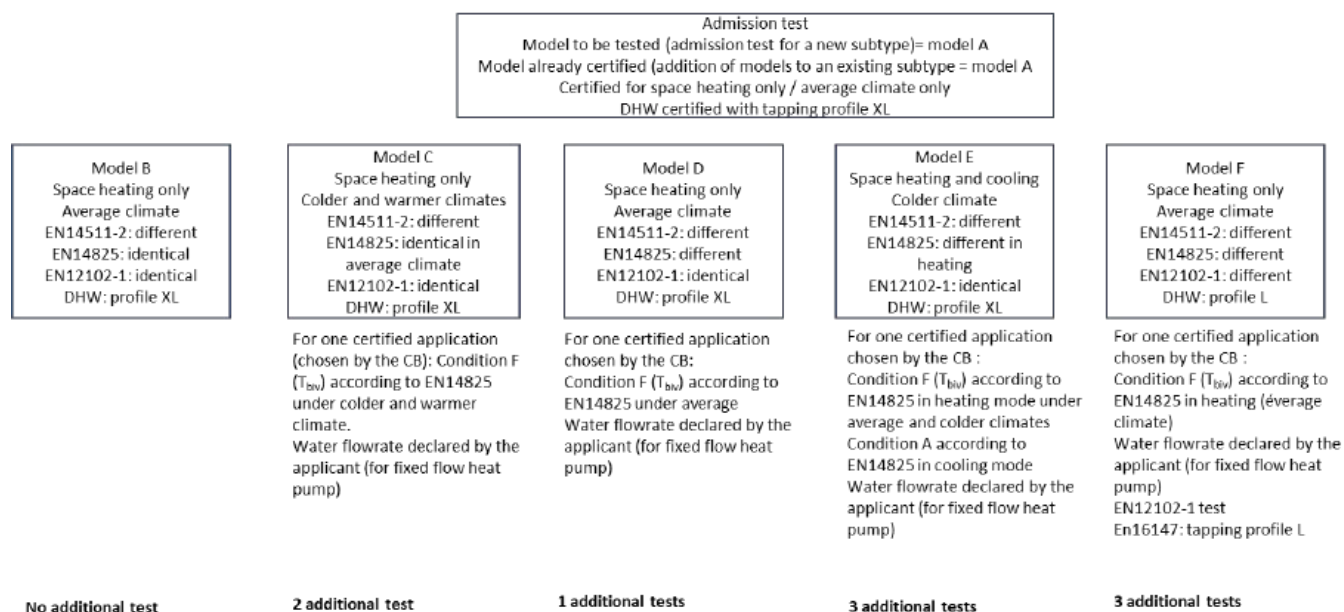 Admission test
Model to be tested (admission test for a new subtype)= model A
Model already certified (addition of models to an existing subtype = model A
Certified for space heating only / average climate only
DHW certified with tapping profile XL
Model B
Space heating only
Average climate
EN14511-2: different
EN14825: identical
EN12102-1: identical
DHW: profile XL
No additional test
Model C
Space heating only
Colder and warmer climates
EN14511-2: different
EN14825: identical in
average climate
EN12102-1: identical
DHW: profile XL
For one certified application
(chosen by the CB): Condition F
(Tbiv) according to EN14825
under colder and warmer
climate.
Water flowrate declared by the
applicant (for fixed flow heat
pump)
2 additional test
Model D
Space heating only
Average climate
EN14511-2: different
EN14825: different
EN12102-1: identical
DHW: profile XL
For one certified application
chosen by the CB:
Condition F (Tbiv) according to
EN14825 under average
Water flowrate declared by the
applicant (for fixed flow heat
pump)
1 additional tests
Model E
Space heating and cooling
Colder climate
EN14511-2: different
EN14825: different in
heating
EN12102-1: identical
DHW: profile XL
For one certified application
chosen by the CB :
Condition F (Tbiv) according to
EN14825 in heating mode under
average and colder climates
Condition A according to
EN14825 in cooling mode
Water flowrate declared by the
applicant (for fixed flow heat
pump)
3 additional tests
Model F
Space heating only
Average climate
EN14511-2: different
EN14825: different
EN12102-1: different
DHW: profile L
For one certified application
chosen by the CB :
Condition F (Tbiv) according to
EN14825 in heating (éverage
climate)
Water flowrate declared by the
applicant (for fixed flow heat
pump)
EN12102-1 test
En16147: tapping profile L
3 additional tests